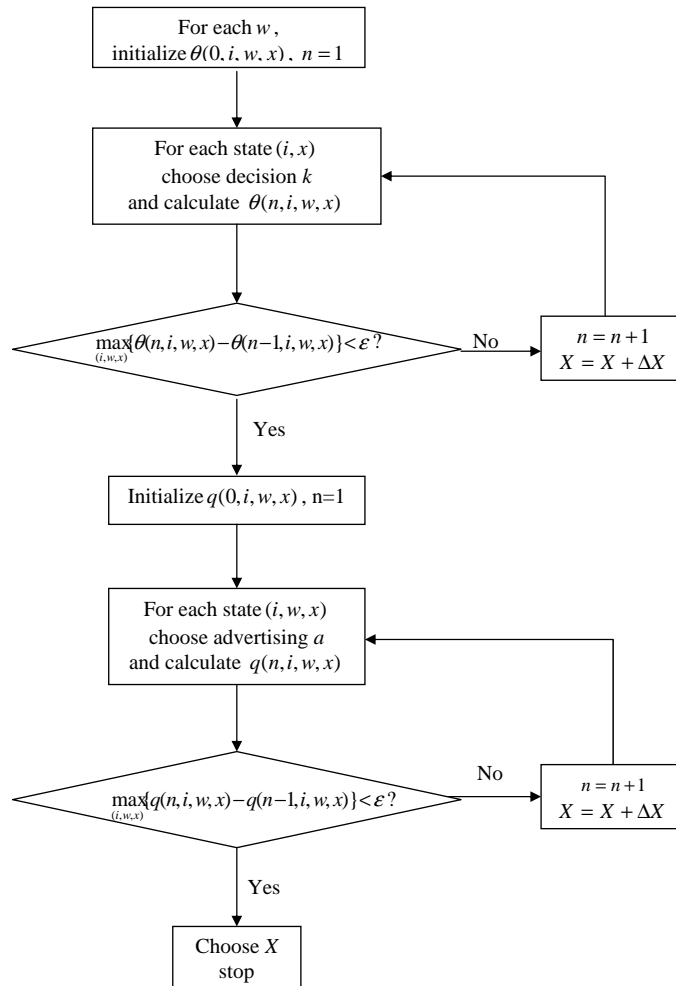 For each w ,
initialize θ(0, i, w, x) , n = 1
For each state (i, x)
choose decision k
and calculate θ(n, i, w, x)
max{θ(n, i, w, x) − θ(n−1, i, w, x)} < ε ?
(i,w,x)
No
n = n + 1
X = X + ΔX
Yes
Initialize q(0, i, w, x) , n=1
For each state (i, w, x)
choose advertising a
and calculate q(n, i, w, x)
max{q(n, i, w, x) − q(n−1, i, w, x)} < ε ?
(i,w,x)
No
n = n + 1
X = X + ΔX
Yes
Choose X
stop